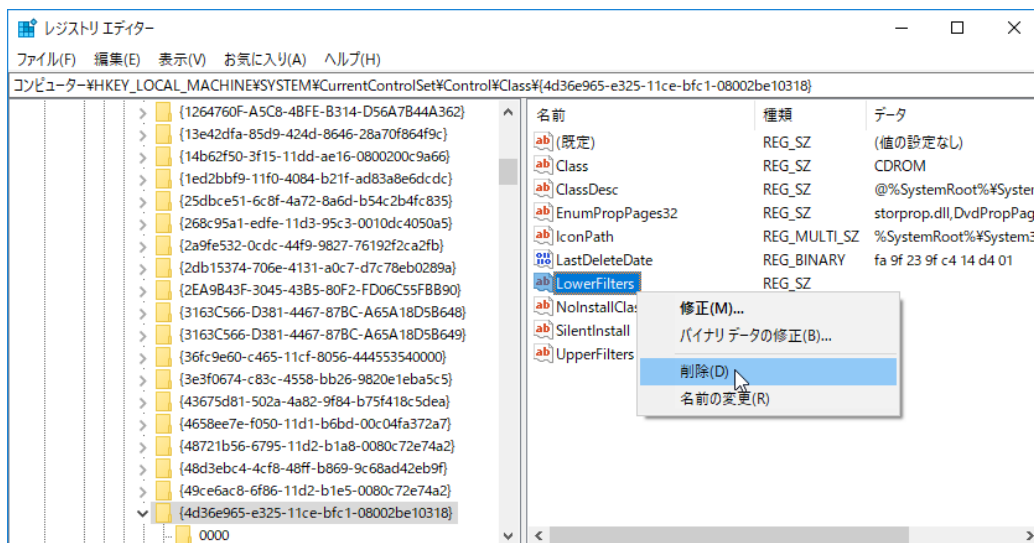 レジストリ エディター
ファイル(F) 編集(E) 表示(V) お気に入り(A) ヘルプ(H)
コンピューター¥HKEY_LOCAL_MACHINE¥SYSTEM¥CurrentControlSet¥Control¥Class¥{4d36e965-e325-11ce-bfc1-08002be10318}
{1264760F-A5C8-4BFE-B314-D56A7B44A362}
{13e42dfa-85d9-424d-8646-28a70f864f9c}
{14b62f50-3f15-11dd-ae16-0800200c9a66}
{1ed2bbf9-11f0-4084-b21f-ad83a8e6dcdc}
{25dbce51-6c8f-4a72-8a6d-b54c2b4fc835}
{268c95a1-edfe-11d3-95c3-0010dc4050a5}
{2a9fe532-0cdc-44f9-9827-76192f2ca2fb}
{2db15374-706e-4131-a0c7-d7c78eb0289a}
{2EA9B43F-3045-43B5-80F2-FD06C55FBB90}
{3163C566-D381-4467-87BC-A65A18D5B648}
{3163C566-D381-4467-87BC-A65A18D5B649}
{36fc9e60-c465-11cf-8056-444553540000}
{3e3f0674-c83c-4558-bb26-9820e1eba5c5}
{43675d81-502a-4a82-9f84-b75f418c5dea}
{4658ee7e-f050-11d1-b6bd-00c04fa372a7}
{48721b56-6795-11d2-b1a8-0080c72e74a2}
{48d3ebc4-4cf8-48ff-b869-9c68ad42eb9f}
{49ce6ac8-6f86-11d2-b1e5-0080c72e74a2}
{4d36e965-e325-11ce-bfc1-08002be10318}
0000
名前 種類 データ
(既定) REG_SZ (値の設定なし)
Class REG_SZ CDROM
ClassDesc REG_SZ @%SystemRoot%¥System
EnumPropPages32 REG_SZ storprop.dll,DvdPropPag
IconPath REG_MULTI_SZ %SystemRoot%¥System3
LastDeleteDate REG_BINARY fa 9f 23 9f c4 14 d4 01
LowerFilters REG_SZ
NoInstallClas
SilentInstall
UpperFilters
修正(M)...
バイナリ データの修正(B)...
削除(D)
名前の変更(R)